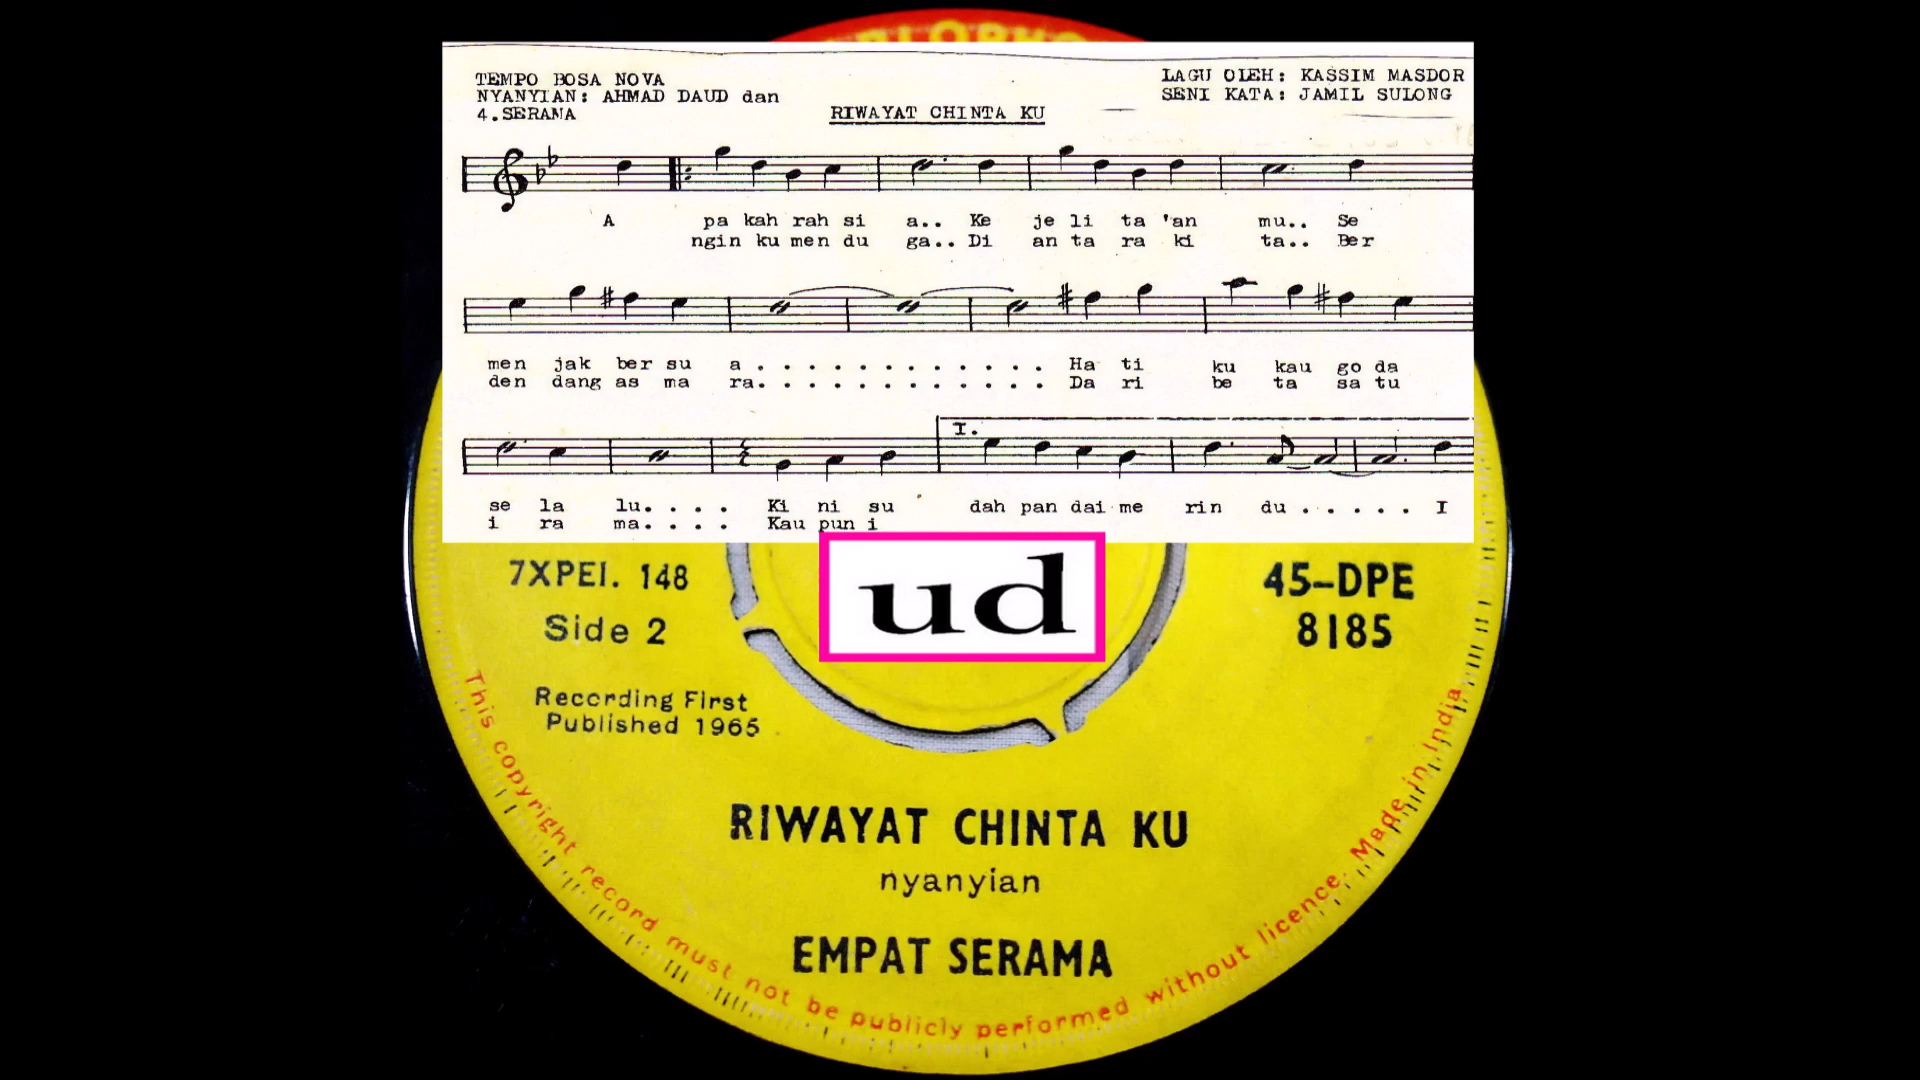 TEMPO BOSA NOVA
NYANYIAN: AHMAD DAUD dan
4.SERAMA
RIWAYAT CHINTA KU
LAGU OLEH: KASSIM MASDOR
SENI KATA: JAMIL SULONG
A pa kah rah si a.. Ke je li ta 'an mu.. Se
ngin ku men du ga.. Di an ta ra ki ta.. Ber
men jak ber su a . . . . . . . . . . . . . Ha ti ku kau go da
den dang as ma ra. . . . . . . . . . . . . Da ri be ta sa tu
I.
se la lu. . . . . Ki ni su dah pan dai me rin du . . . . . . I
i ra ma. . . . . Kau pun i
ud
7XPEI. 148
Side 2
45-DPE
8185
Recording First
Published 1965
RIWAYAT CHINTA KU
nyanyian
EMPAT SERAMA
This copyright record must not be publicly performed without licence. Made in India